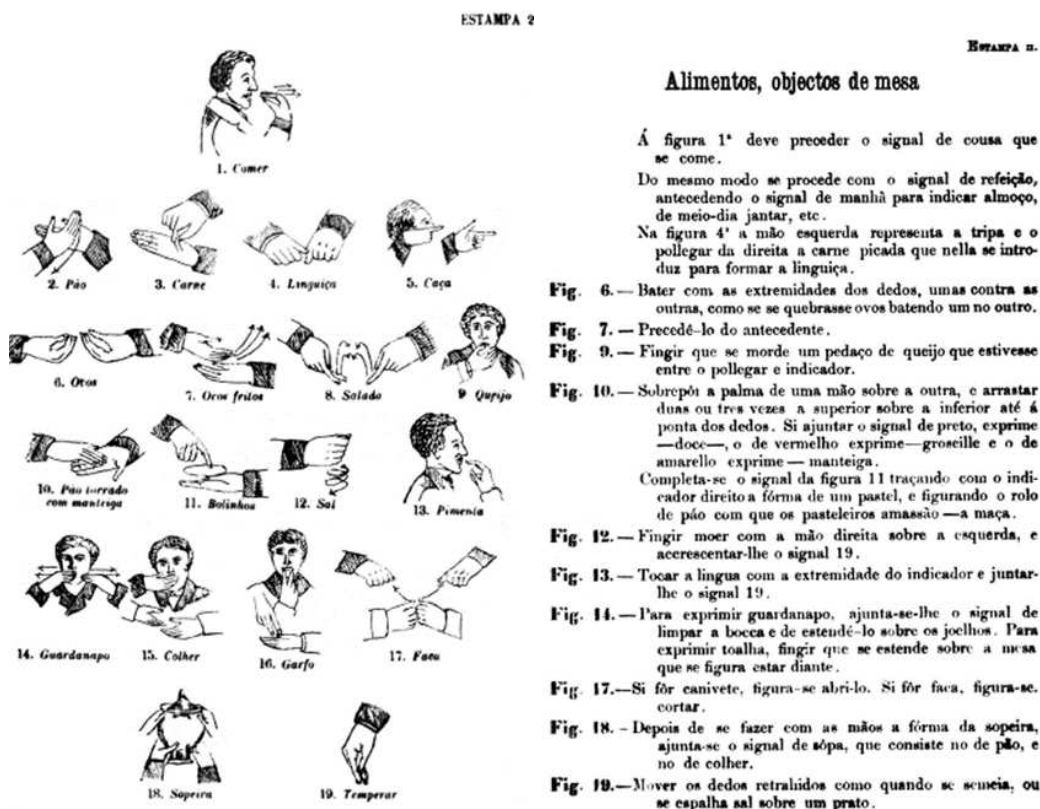 ESTAMPA 2
1. Comer
2. Pão
3. Carne
4. Linguiça
5. Caça
6. Ovos
7. Ovos fritos
8. Salada
9 Queijo
10. Pão torrado
com manteiga
11. Bolinhos
12. Sal
13. Pimenta
14. Guardanapo
15. Colher
16. Garfo
17. Faca
18. Sopeira
19. Temperar
ESTAMPA II.
Alimentos, objectos de mesa
Á figura 1ª deve preceder o signal de cousa que
se come.
Do mesmo modo se procede com o signal de refeição,
antecedendo o signal de manhã para indicar almoço,
de meio-dia jantar, etc.
Na figura 4ª a mão esquerda representa a tripa e o
pollegar da direita a carne picada que nella se intro-
duz para formar a linguiça.
Fig. 6.—Bater com as extremidades dos dedos, umas contra as
outras, como se se quebrasse ovos batendo um no outro.
Fig. 7.—Precedê-lo do antecedente.
Fig. 9.—Fingir que se morde um pedaço de queijo que estivesse
entre o pollegar e indicador.
Fig. 10.—Sobrepôr a palma de uma mão sobre a outra, e arrastar
duas ou tres vezes a superior sobre a inferior até á
ponta dos dedos. Si ajuntar o signal de preto, exprime
—doce—, o de vermelho exprime—groseille e o de
amarello exprime—manteiga.
Completa-se o signal da figura 11 traçando com o indi-
cador direito a fórma de um pastel, e figurando o rolo
de páo com que os pasteleiros amassão—a maça.
Fig. 12.—Fingir moer com a mão direita sobre a esquerda, e
accrescentar-lhe o signal 19.
Fig. 13.—Tocar a lingua com a extremidade do indicador e juntar-
lhe o signal 19.
Fig. 14.—Para exprimir guardanapo, ajunta-se-lhe o signal de
limpar a bocca e de estendê-lo sobre os joelhos. Para
exprimir toalha, fingir que se estende sobre a mesa
que se figura estar diante.
Fig. 17.—Si fôr canivete, figura-se abri-lo. Si fôr faca, figura-se.
cortar.
Fig. 18.-Depois de se fazer com as mãos a fórma da sopeira,
ajunta-se o signal de sôpa, que consiste no de pão, e
no de colher.
Fig. 19.—Mover os dedos retrahidos como quando se semeia, ou
se espalha sal sobre um prato.